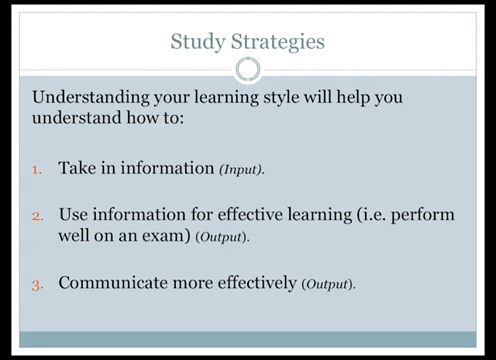 Study Strategies
Understanding your learning style will help you
understand how to:
1. Take in information (Input).
2. Use information for effective learning (i.e. perform
well on an exam) (Output).
3. Communicate more effectively (Output).